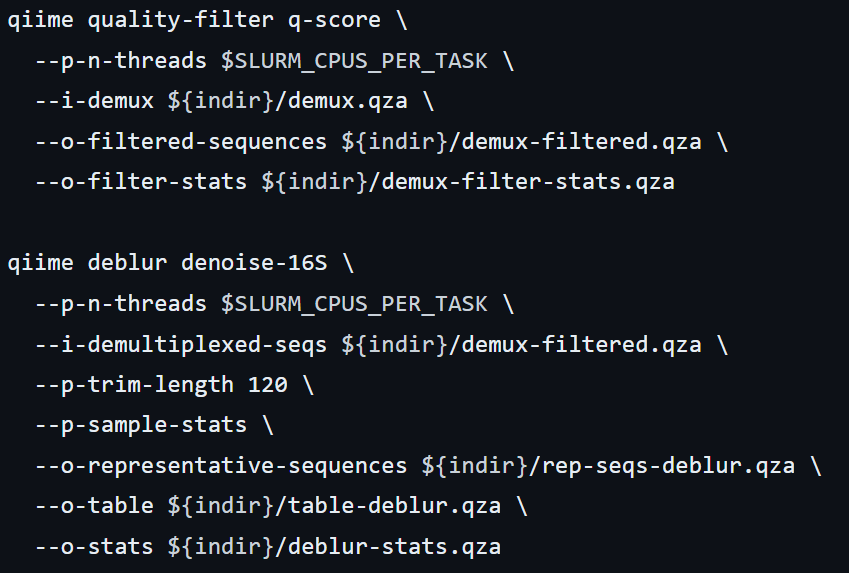 qiime quality-filter q-score \
  --p-n-threads $SLURM_CPUS_PER_TASK \
  --i-demux ${indir}/demux.qza \
  --o-filtered-sequences ${indir}/demux-filtered.qza \
  --o-filter-stats ${indir}/demux-filter-stats.qza

qiime deblur denoise-16S \
  --p-n-threads $SLURM_CPUS_PER_TASK \
  --i-demultiplexed-seqs ${indir}/demux-filtered.qza \
  --p-trim-length 120 \
  --p-sample-stats \
  --o-representative-sequences ${indir}/rep-seqs-deblur.qza \
  --o-table ${indir}/table-deblur.qza \
  --o-stats ${indir}/deblur-stats.qza